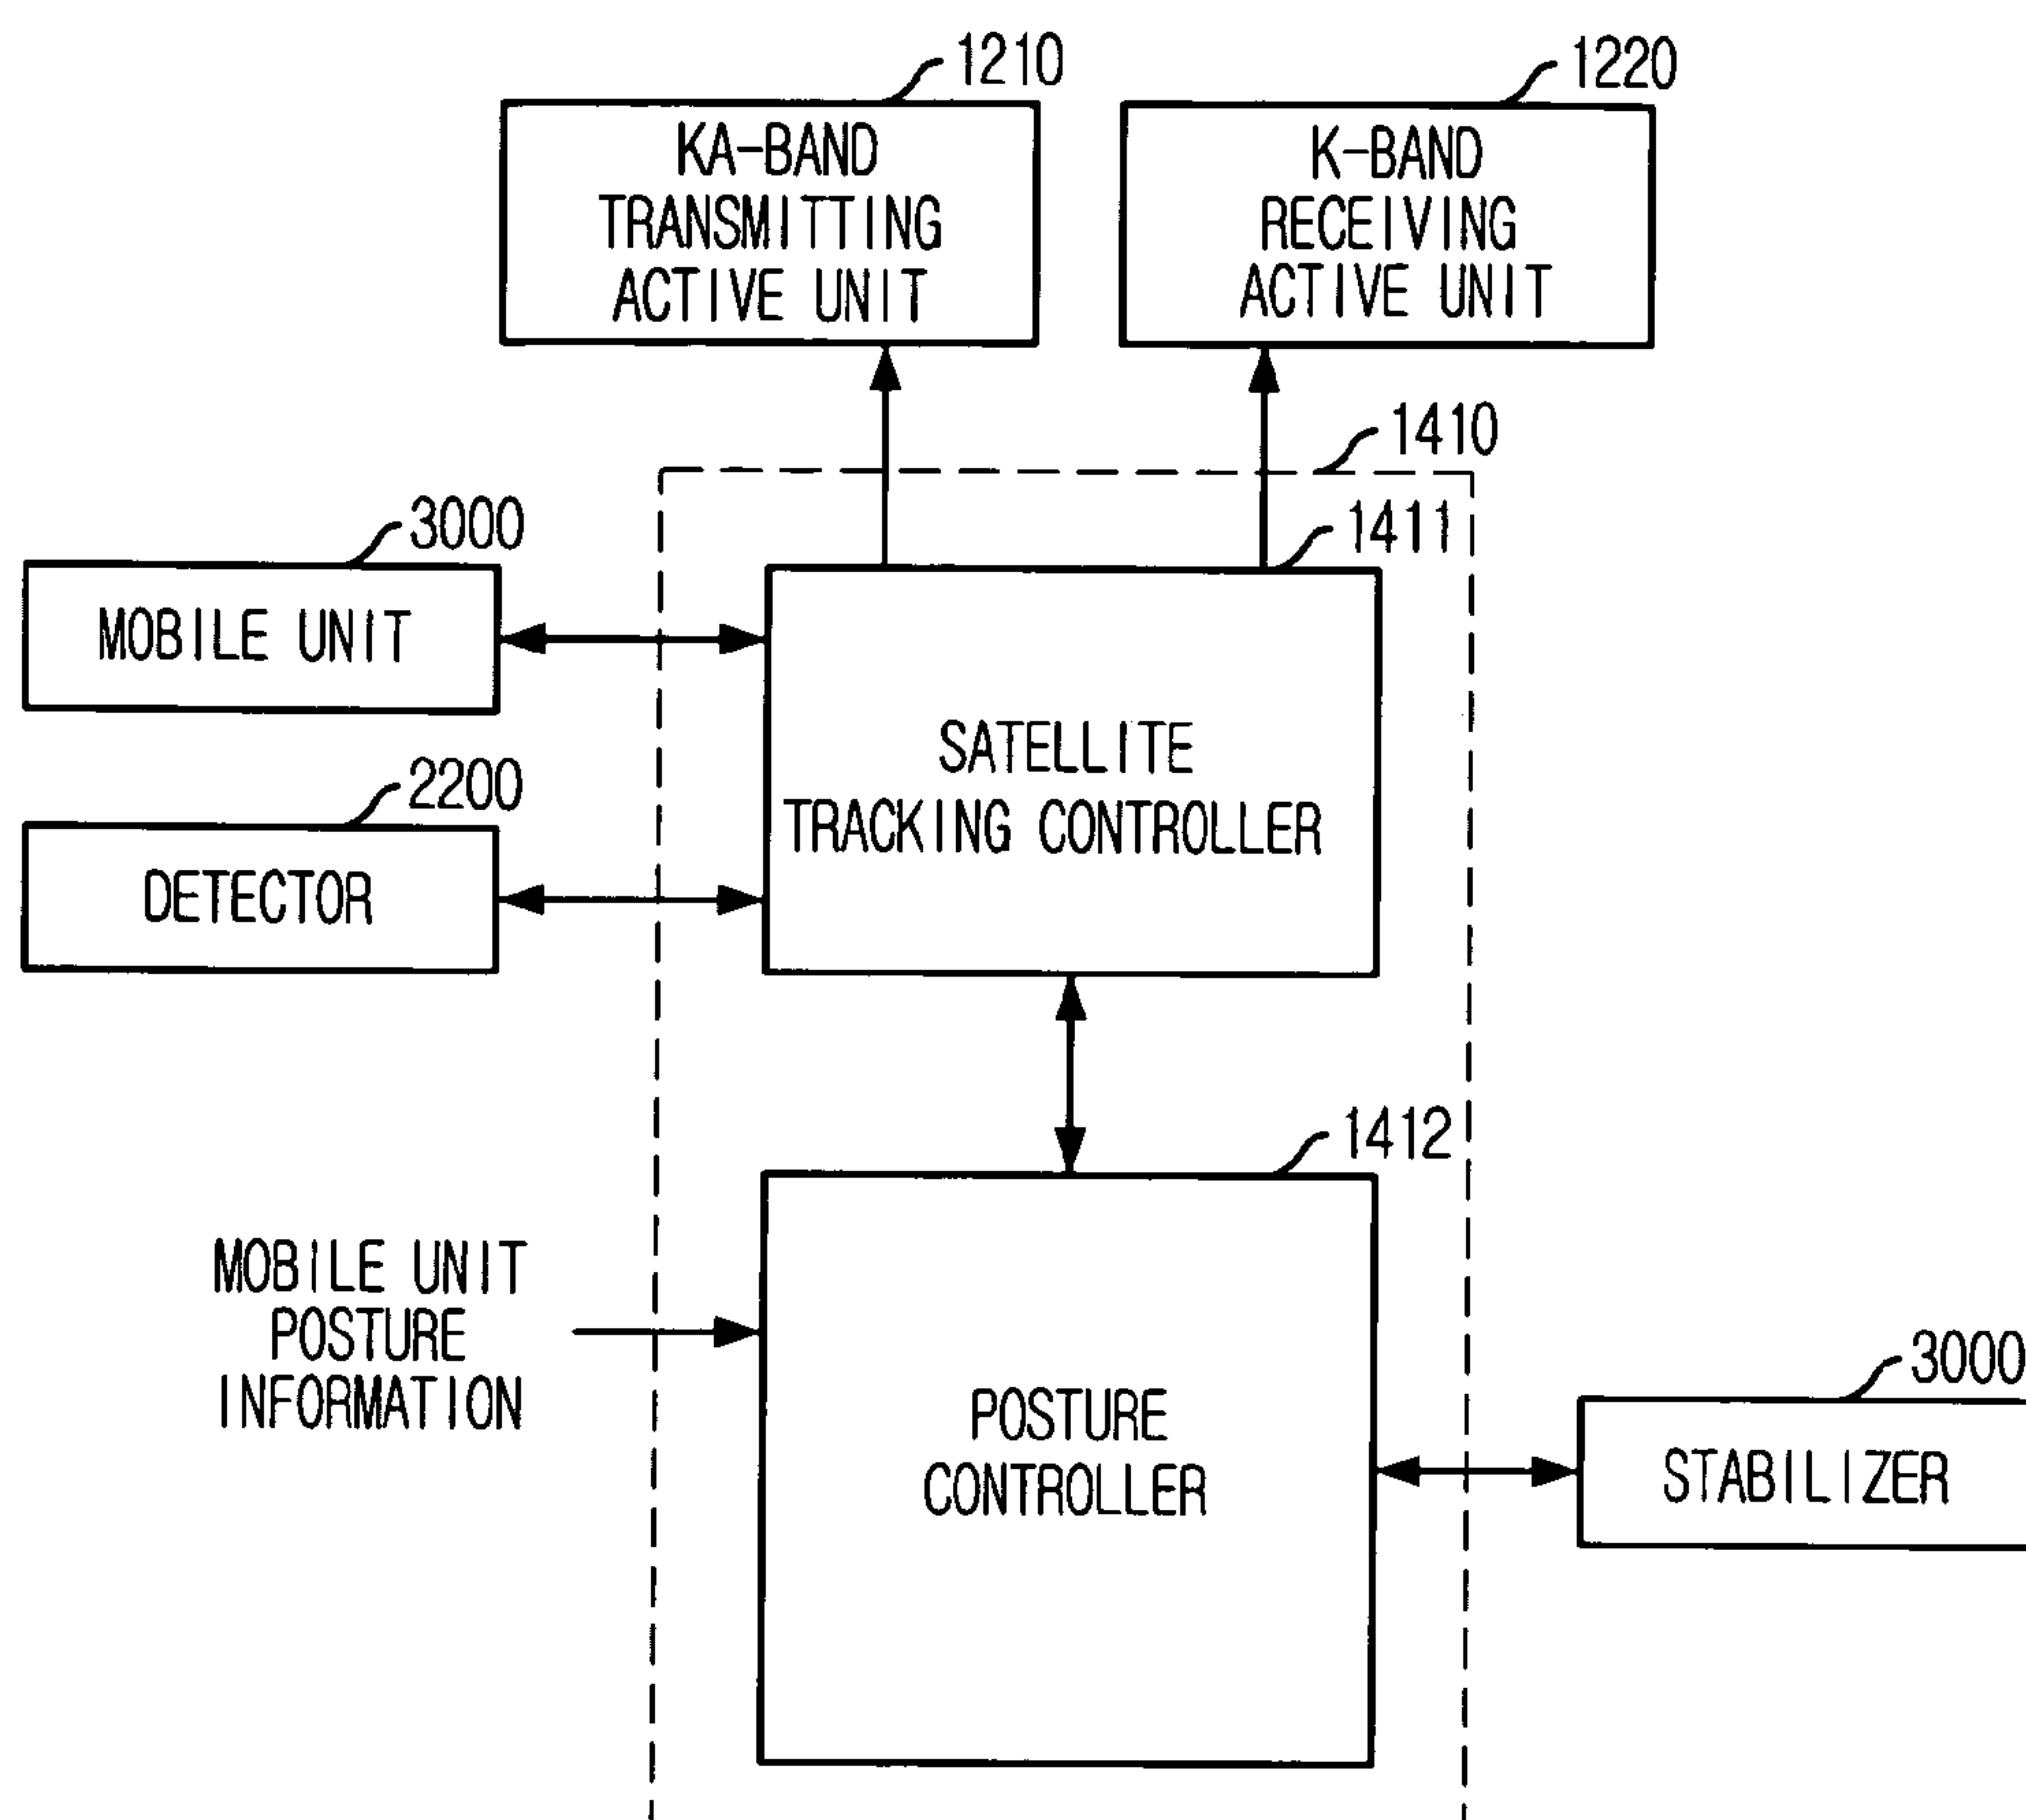 1210
KA-BAND
TRANSMITTING
ACTIVE UNIT
1220
K-BAND
RECEIVING
ACTIVE UNIT
1410
3000
MOBILE UNIT
1411
SATELLITE
TRACKING CONTROLLER
2200
DETECTOR
1412
MOBILE UNIT
POSTURE
INFORMATION
POSTURE
CONTROLLER
3000
STABILIZER